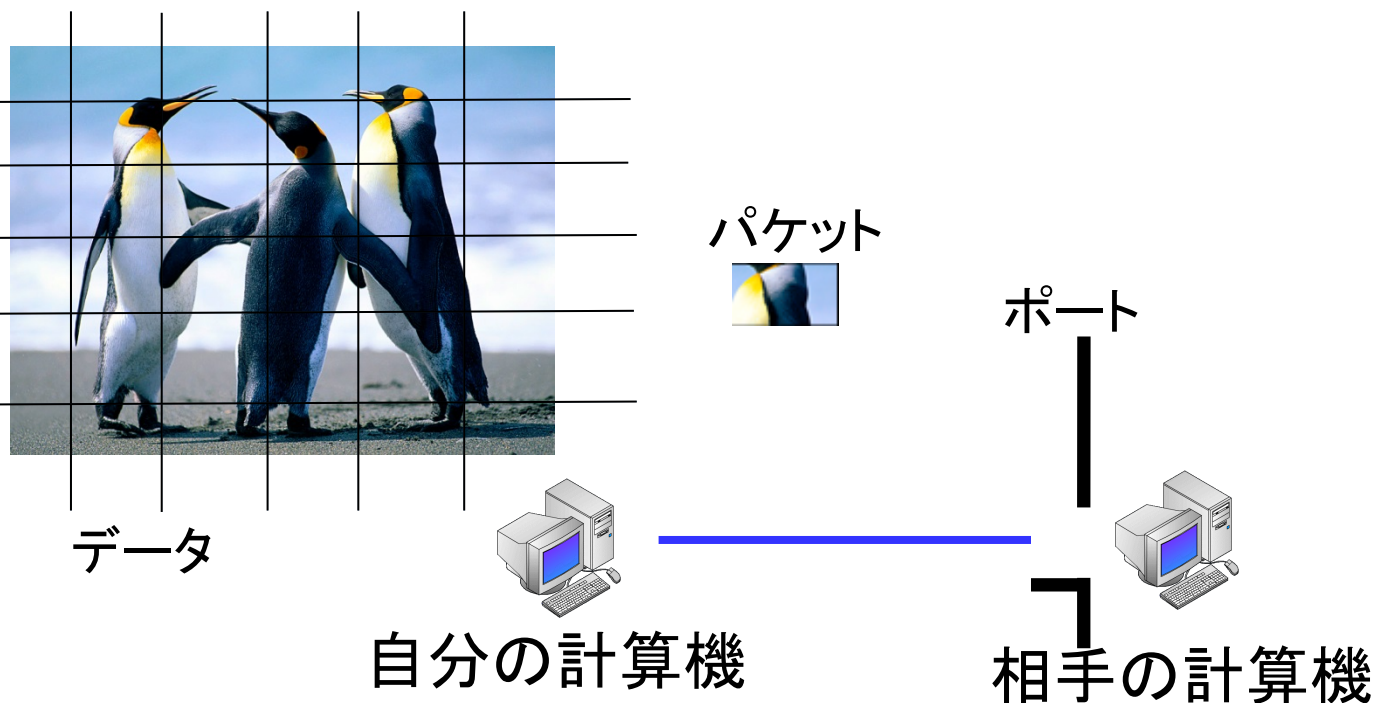 パケット
ポート
データ
自分の計算機
相手の計算機